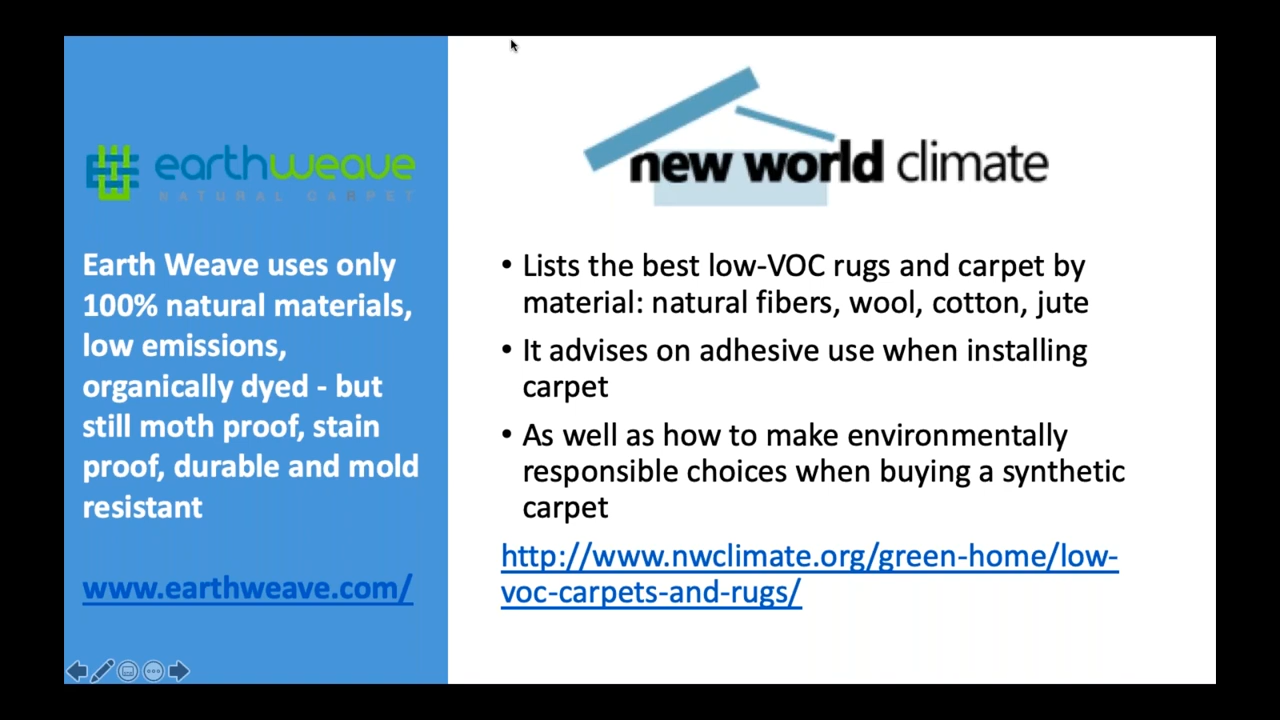 earthweave
NATURAL CARPET
Earth Weave uses only
100% natural materials,
low emissions,
organically dyed - but
still moth proof, stain
proof, durable and mold
resistant
www.earthweave.com/
new world climate
• Lists the best low-VOC rugs and carpet by
material: natural fibers, wool, cotton, jute
• It advises on adhesive use when installing
carpet
• As well as how to make environmentally
responsible choices when buying a synthetic
carpet
http://www.nwclimate.org/green-home/low-
voc-carpets-and-rugs/